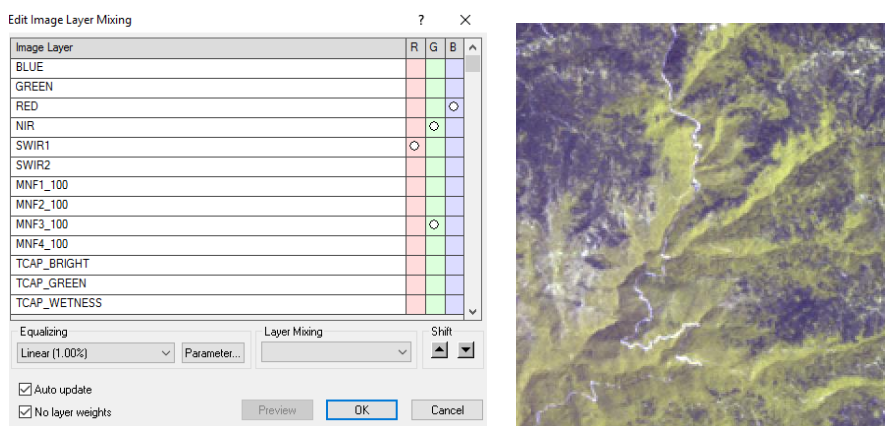 Edit Image Layer Mixing ? ×
Image Layer R G B
BLUE
GREEN
RED
NIR
SWIR1
SWIR2
MNF1_100
MNF2_100
MNF3_100
MNF4_100
TCAP_BRIGHT
TCAP_GREEN
TCAP_WETNESS
Equalizing Layer Mixing Shift
Linear (1.00%) Parameter...
Auto update
No layer weights Preview OK Cancel